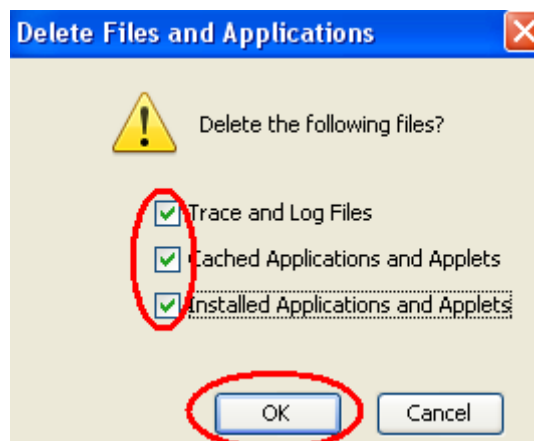 Delete Files and Applications
Delete the following files?
Trace and Log Files
Cached Applications and Applets
Installed Applications and Applets
OK
Cancel